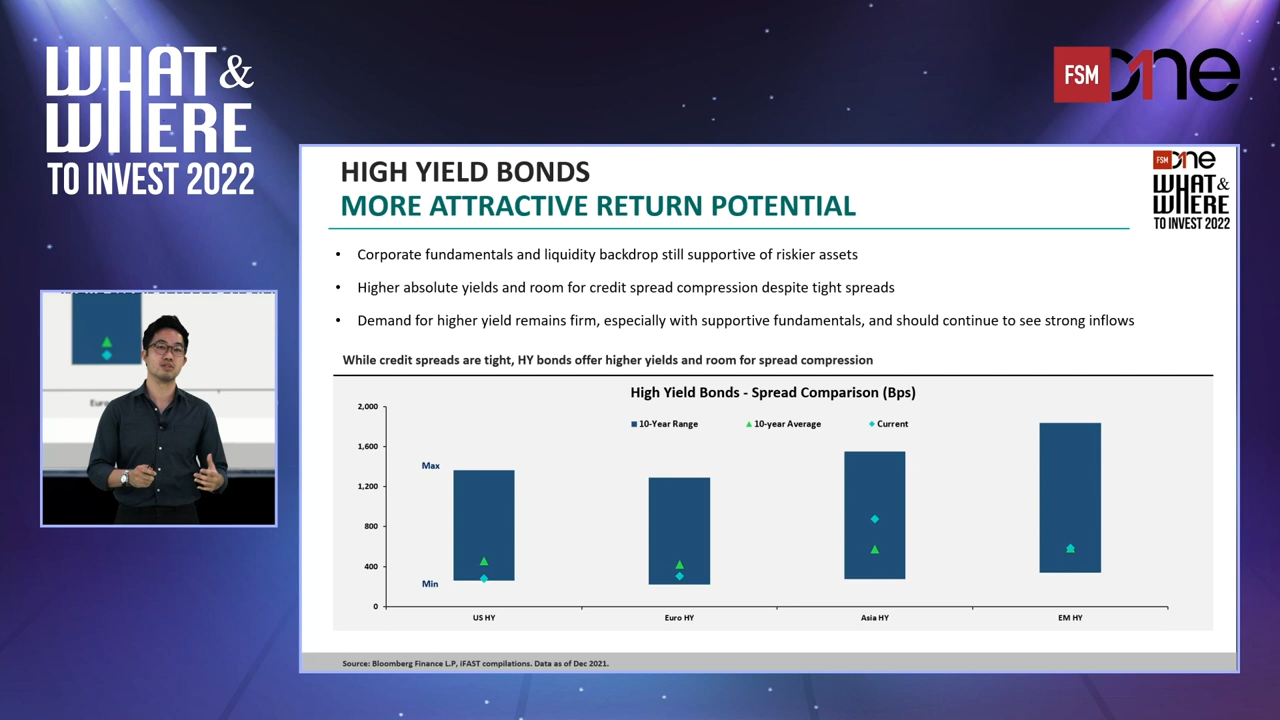 WHAT &
WHERE
TO INVEST 2022
FSM One
HIGH YIELD BONDS
MORE ATTRACTIVE RETURN POTENTIAL
FSM One
WHAT &
WHERE
TO INVEST 2022
• Corporate fundamentals and liquidity backdrop still supportive of riskier assets
• Higher absolute yields and room for credit spread compression despite tight spreads
• Demand for higher yield remains firm, especially with supportive fundamentals, and should continue to see strong inflows
While credit spreads are tight, HY bonds offer higher yields and room for spread compression
High Yield Bonds - Spread Comparison (Bps)
10-Year Range 10-year Average Current
2,000
1,600
1,200
800
400
0
Max
Min
US HY Euro HY Asia HY EM HY
Source: Bloomberg Finance L.P, iFAST compilations. Data as of Dec 2021.
Euro